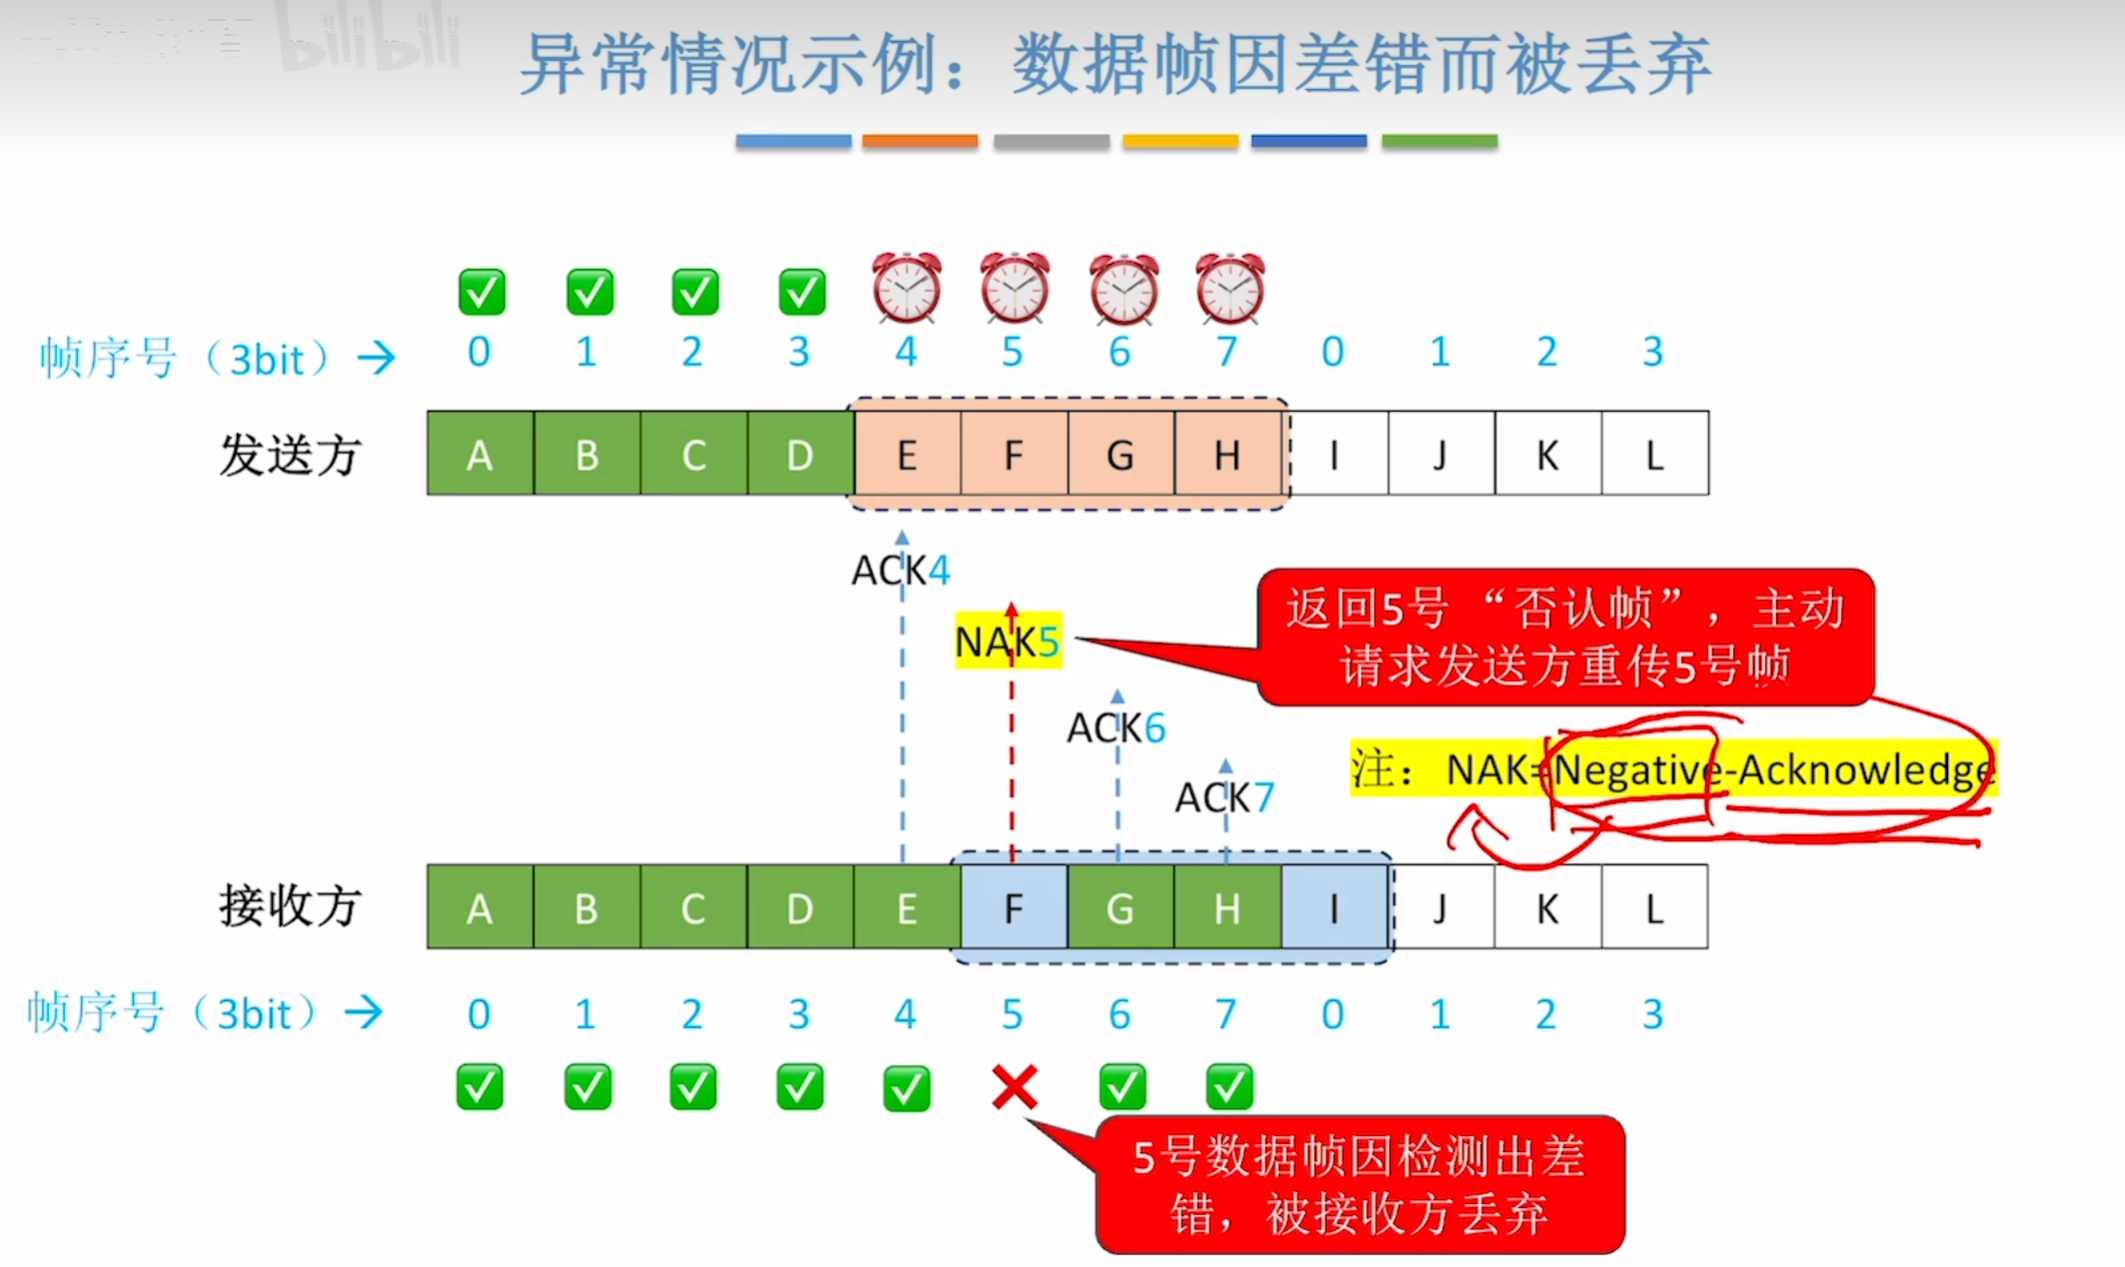 bilibili
异常情况示例：数据帧因差错而被丢弃
帧序号（3bit）→ 0 1 2 3 4 5 6 7 0 1 2 3
发送方 A B C D E F G H I J K L
ACK4
返回5号“否认帧”，主动
请求发送方重传5号帧
NAK5
ACK6
注：NAK=Negative-Acknowledge
ACK7
接收方 A B C D E F G H I J K L
帧序号（3bit）→ 0 1 2 3 4 5 6 7 0 1 2 3
5号数据帧因检测出差
错，被接收方丢弃